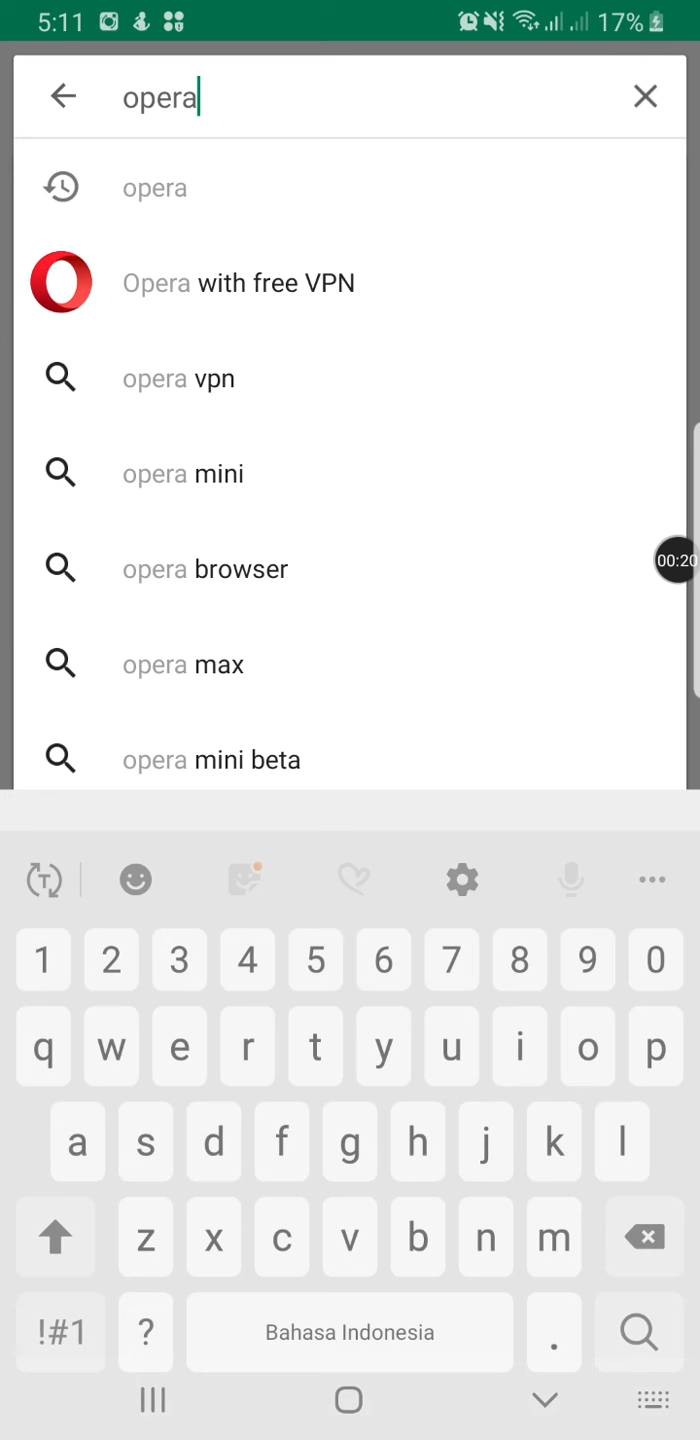 5:11 17%
opera
opera
Opera with free VPN
opera vpn
opera mini
opera browser
00:20
opera max
opera mini beta
1 2 3 4 5 6 7 8 9 0
q w e r t y u i o p
a s d f g h j k l
z x c v b n m
!#1 ? Bahasa Indonesia .